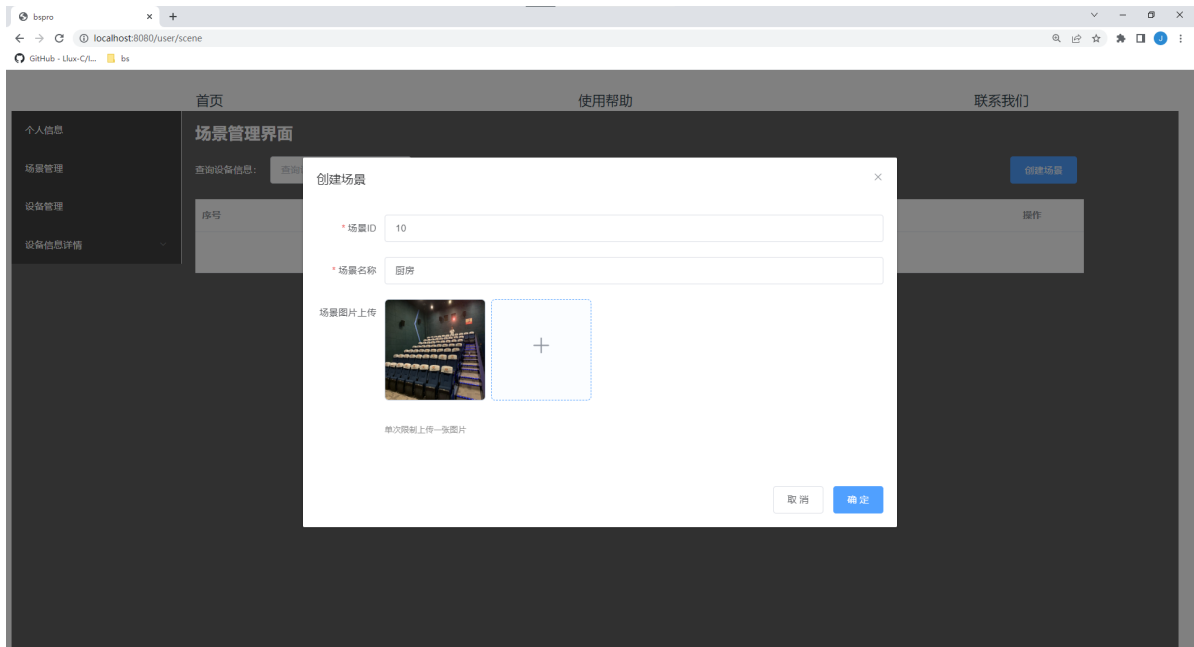 bspro
localhost:8080/user/scene
GitHub - Llux-C/I...
bs
首页
使用帮助
联系我们
个人信息
场景管理
设备管理
设备信息详情
场景管理界面
查询设备信息:
创建场景
序号
操作
创建场景
* 场景ID
10
* 场景名称
厨房
场景图片上传
单次限制上传一张图片
取 消
确 定